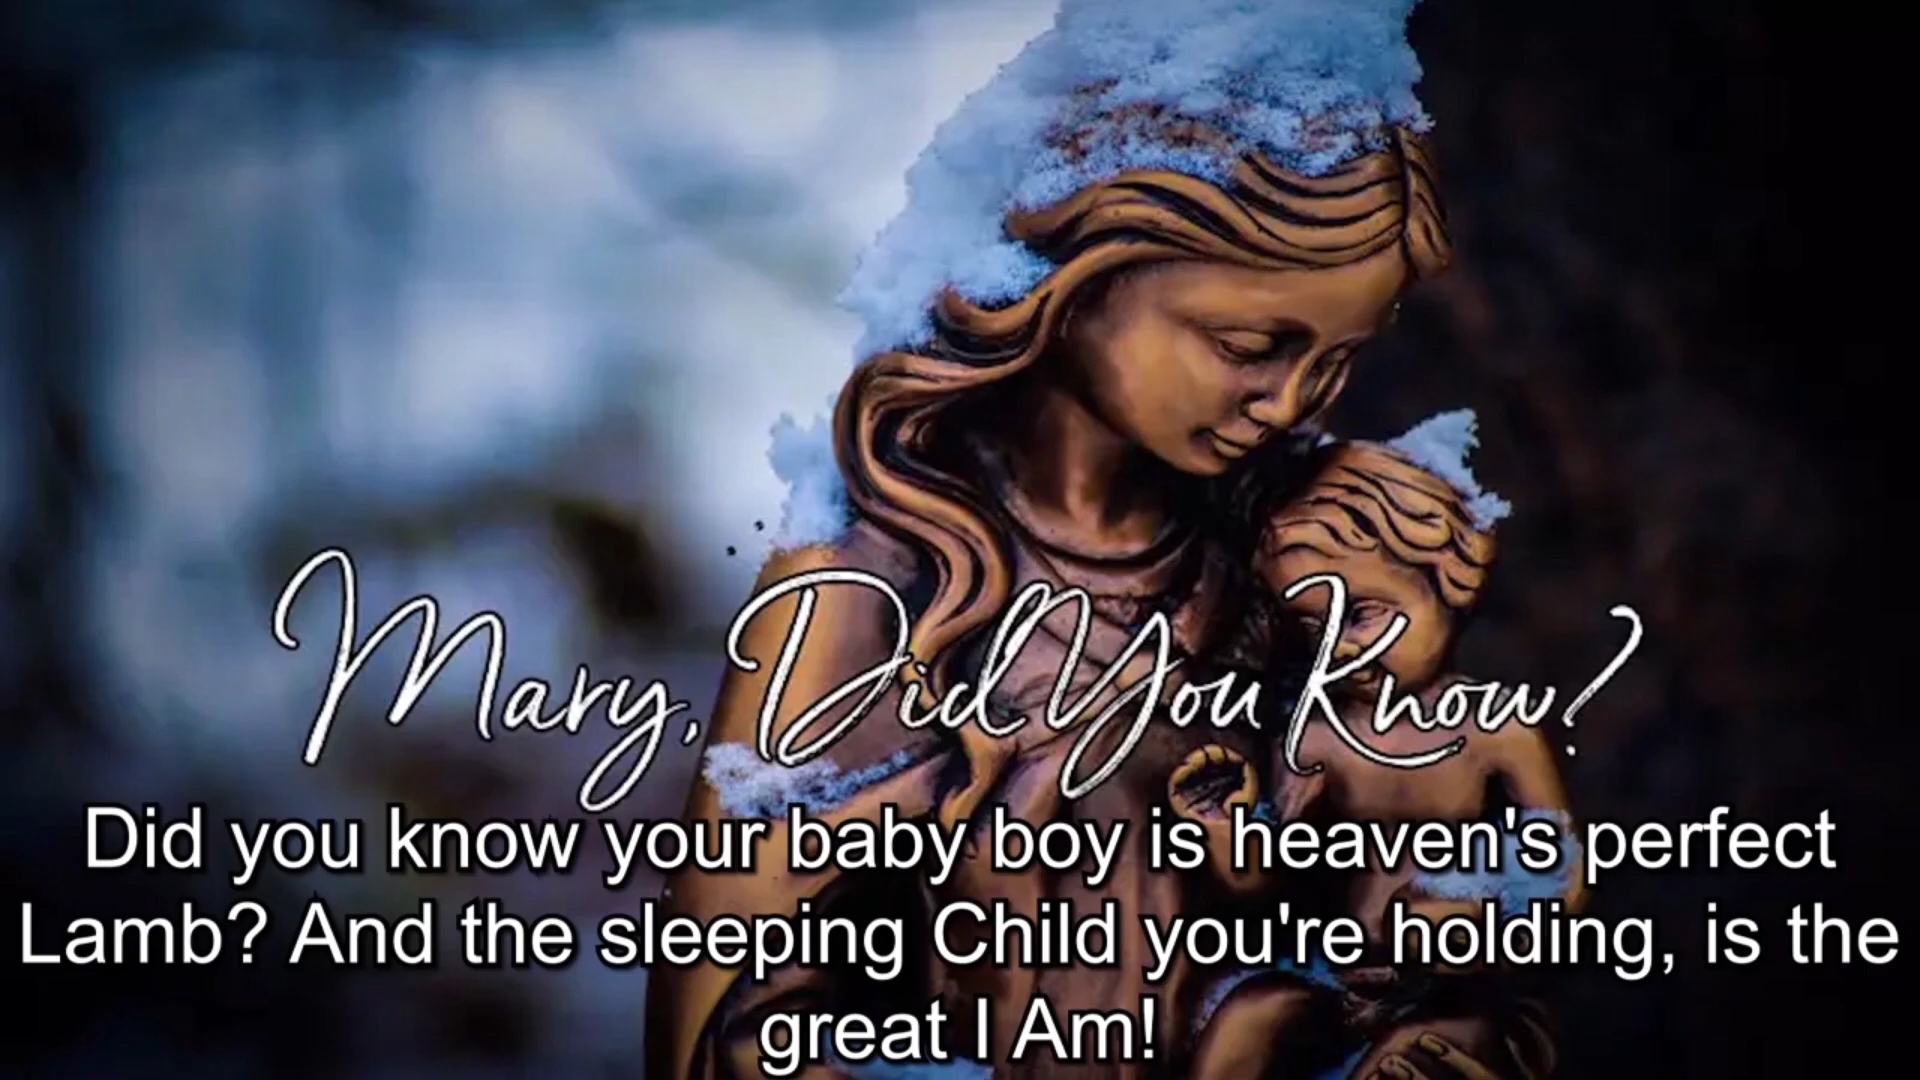 Mary, Did You Know?
Did you know your baby boy is heaven's perfect
Lamb? And the sleeping Child you're holding, is the
great I Am!